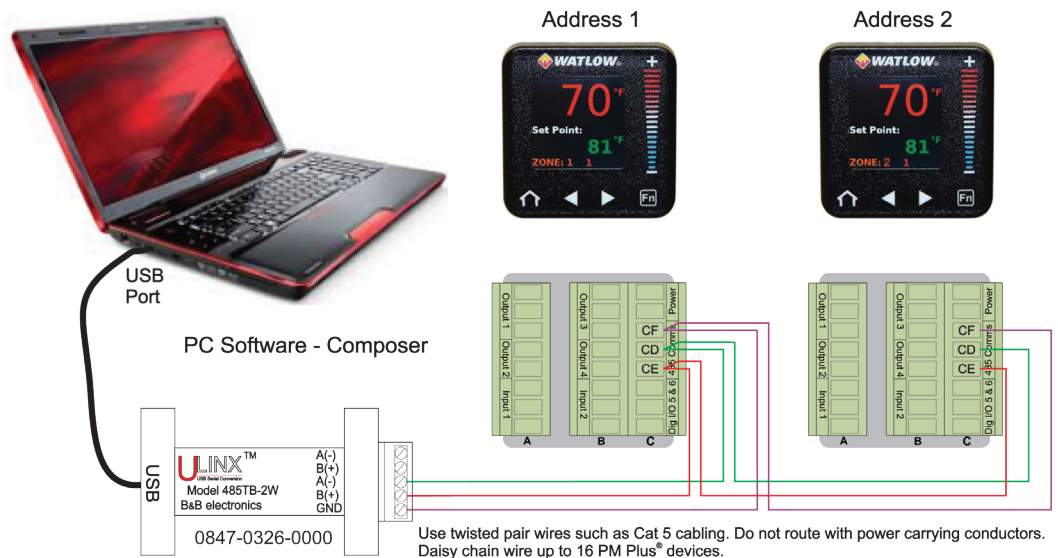 Address 1
Address 2
WATLOW®
+
70 °F
Set Point:
81 °F
ZONE: 1 1
Fn
WATLOW®
+
70 °F
Set Point:
81 °F
ZONE: 2 1
Fn
USB
Port
PC Software - Composer
Output 1
Output 2
Input 1
Output 3
Output 4
Input 2
Power
485 Comms
Dig I/O 5 & 6
CF
CD
CE
A
B
C
Output 1
Output 2
Input 1
Output 3
Output 4
Input 2
Power
485 Comms
Dig I/O 5 & 6
CF
CD
CE
A
B
C
USB
ULINX™
USB Serial Conversion
Model 485TB-2W
B&B electronics
A(-)
B(+)
A(-)
B(+)
GND
0847-0326-0000
Use twisted pair wires such as Cat 5 cabling. Do not route with power carrying conductors.
Daisy chain wire up to 16 PM Plus® devices.